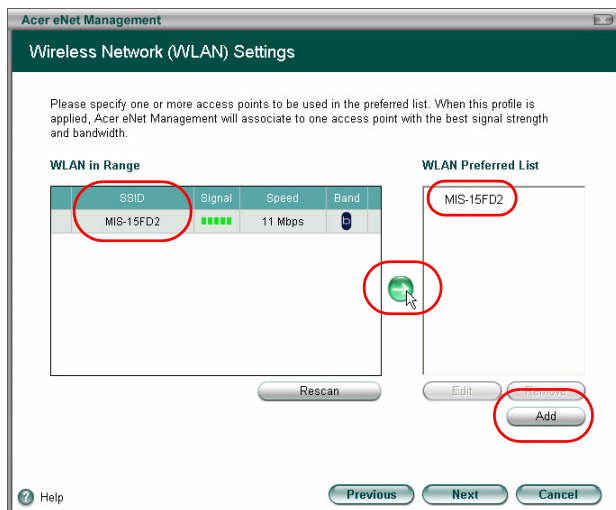 Acer eNet Management
Wireless Network (WLAN) Settings
Please specify one or more access points to be used in the preferred list. When this profile is
applied, Acer eNet Management will associate to one access point with the best signal strength
and bandwidth.
WLAN in Range
WLAN Preferred List
SSID Signal Speed Band
MIS-15FD2 11 Mbps b
MIS-15FD2
Rescan
Edit Remove
Add
? Help
Previous Next Cancel